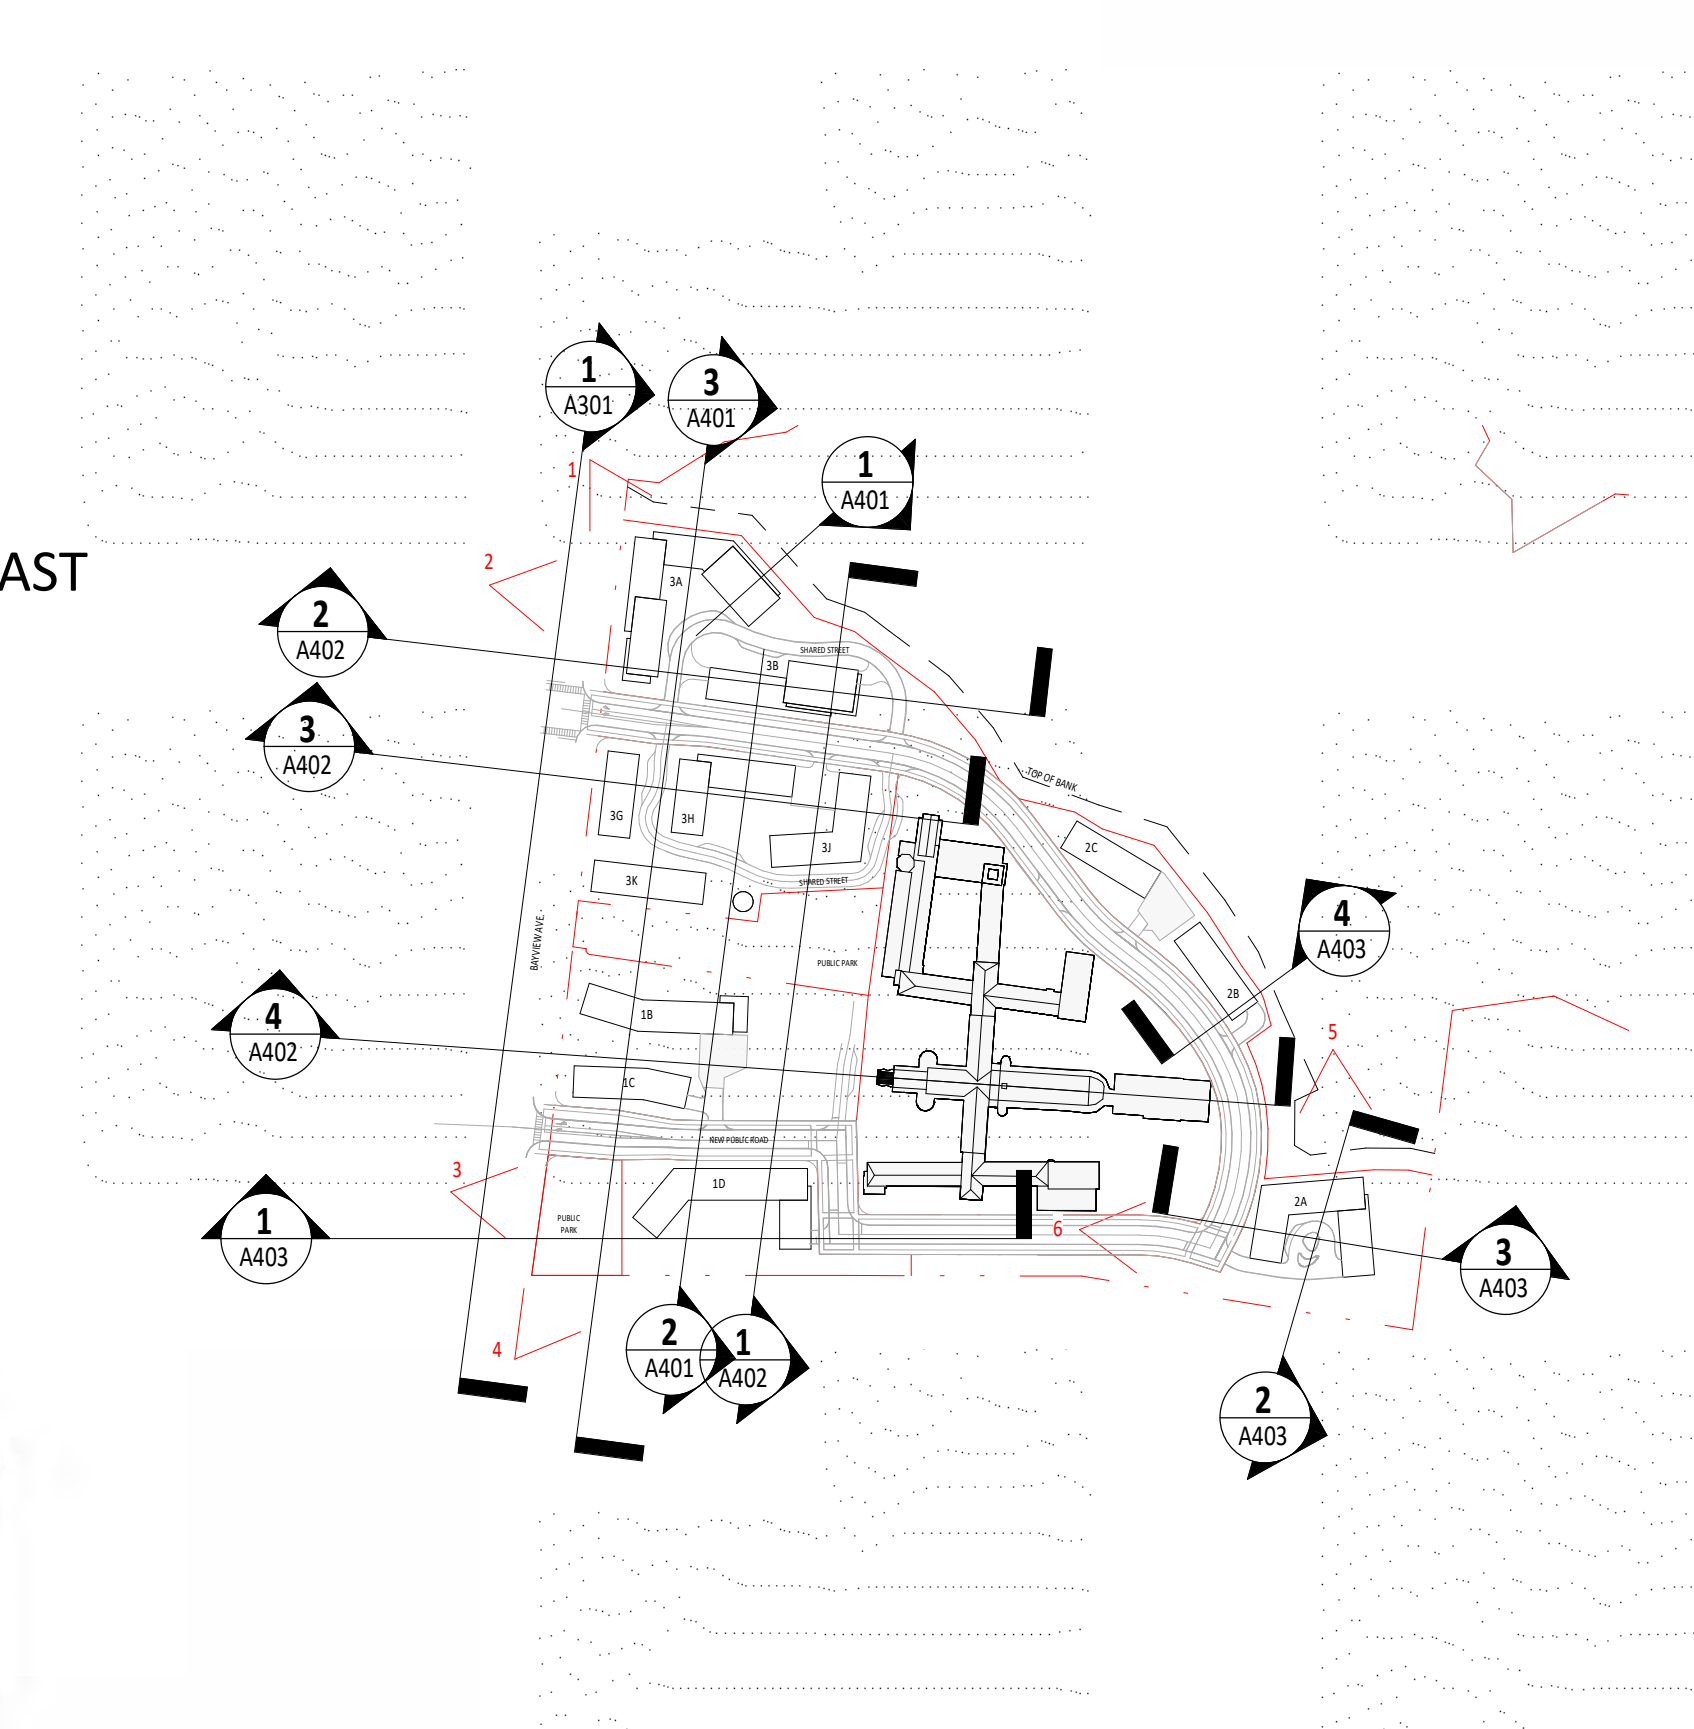 1
A301
3
A401
1
A401
1
2
AST
2
A402
3A
SHARED STREET
3B
3
A402
TOP OF BANK
3G
3H
3J
2C
3K
SHARED STREET
4
A403
BAYVIEW AVE.
PUBLIC PARK
2B
1B
4
A402
5
1C
NEW PUBLIC ROAD
3
1D
2A
PUBLIC
PARK
1
A403
6
3
A403
2
A401
1
A402
4
2
A403